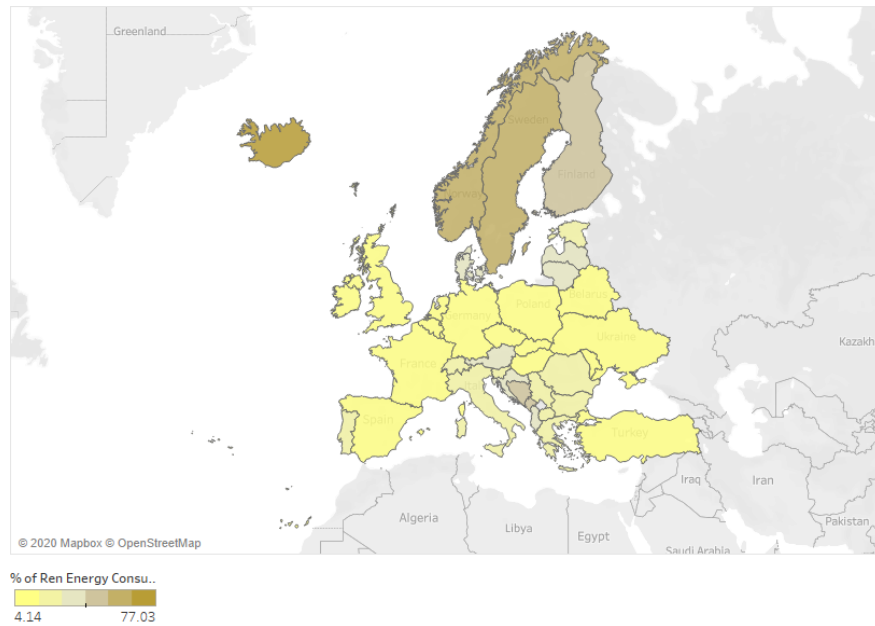 Greenland
Sweden
Norway
Finland
Belarus
Poland
Germany
Ukraine
Kazakh
France
Spain
Turkey
Iraq
Iran
Algeria
Libya
Egypt
Pakistan
Saudi Arabia
© 2020 Mapbox © OpenStreetMap
% of Ren Energy Consu..
4.14
77.03